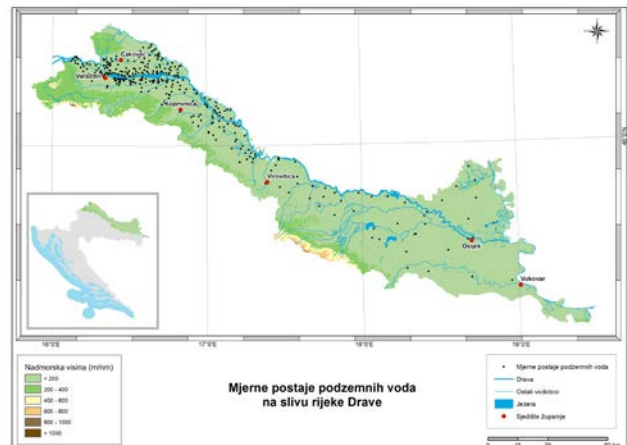 Čakovec
Varaždin
Koprivnica
Virovitica
Osijek
Vukovar
16°0'E
17°0'E
18°0'E
19°0'E
Nadmorska visina (m/nm)
< 200
200 - 400
400 - 600
600 - 800
800 - 1000
> 1000
Mjerne postaje podzemnih voda
na slivu rijeke Drave
Mjerne postaje podzemnih voda
Drava
Ostali vodotoci
Jezera
Sjedište županije